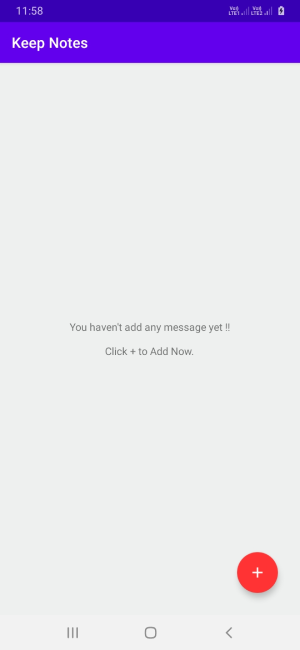 11:58
Vo) LTE1 Vo) LTE2
Keep Notes
You haven't add any message yet !!
Click + to Add Now.
+